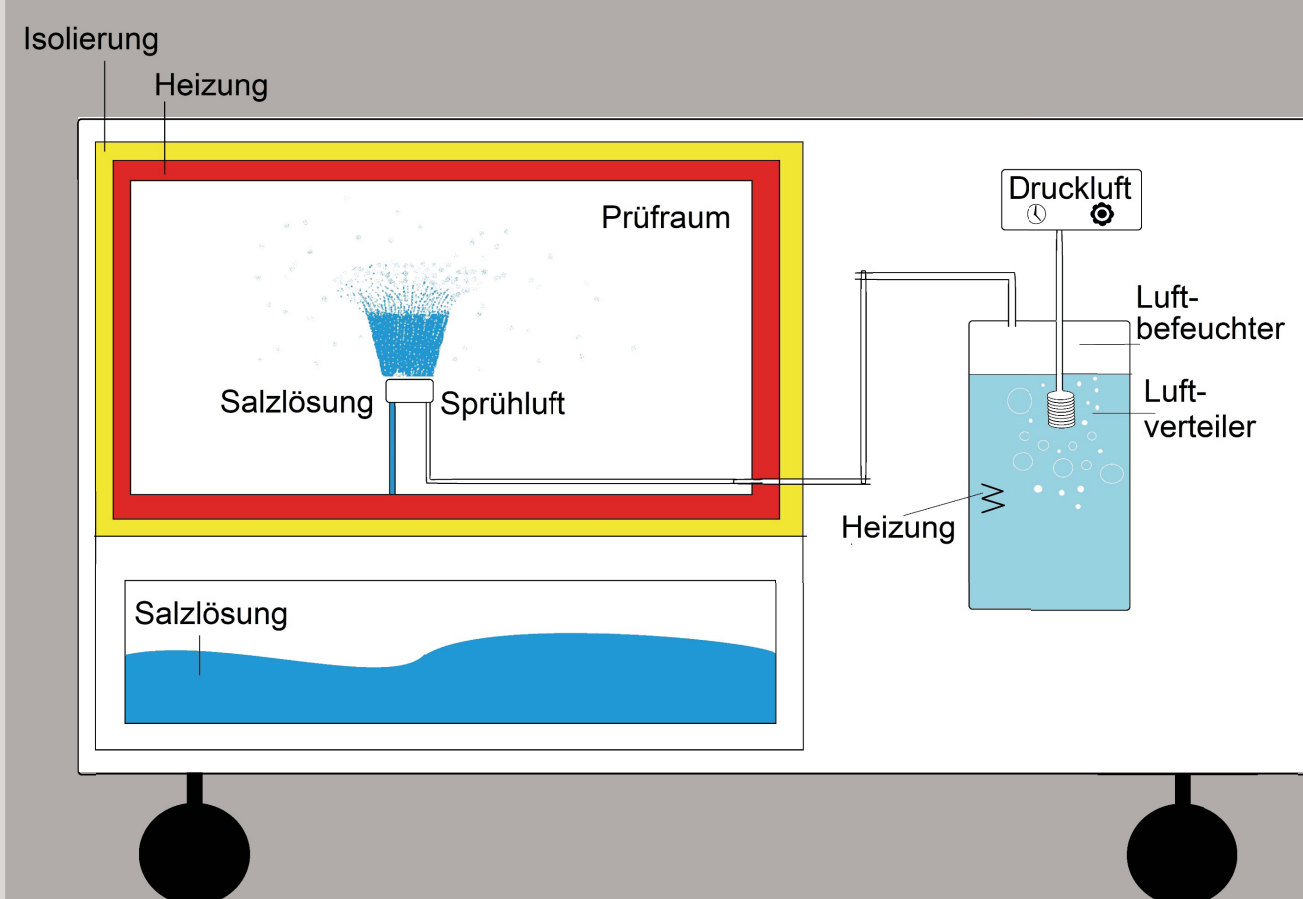 Isolierung
Heizung
Prüfraum
Druckluft
Luft-
befeuchter
Luft-
verteiler
Salzlösung
Sprühluft
Heizung
Salzlösung